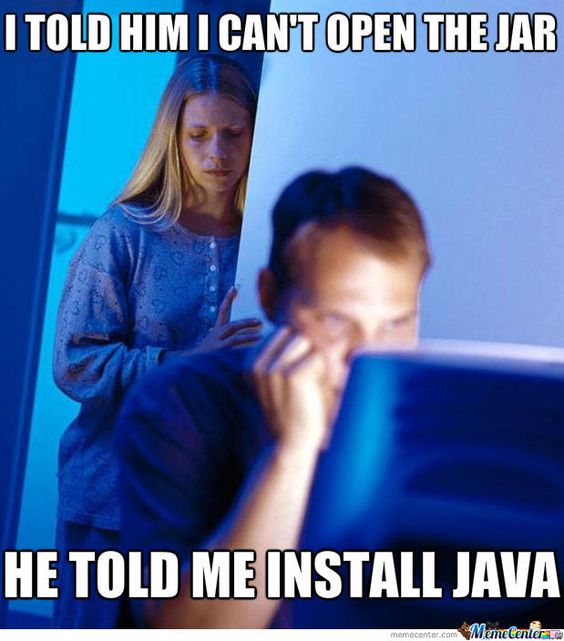 I TOLD HIM I CAN'T OPEN THE JAR
HE TOLD ME INSTALL JAVA
memecenter.com MemeCenter